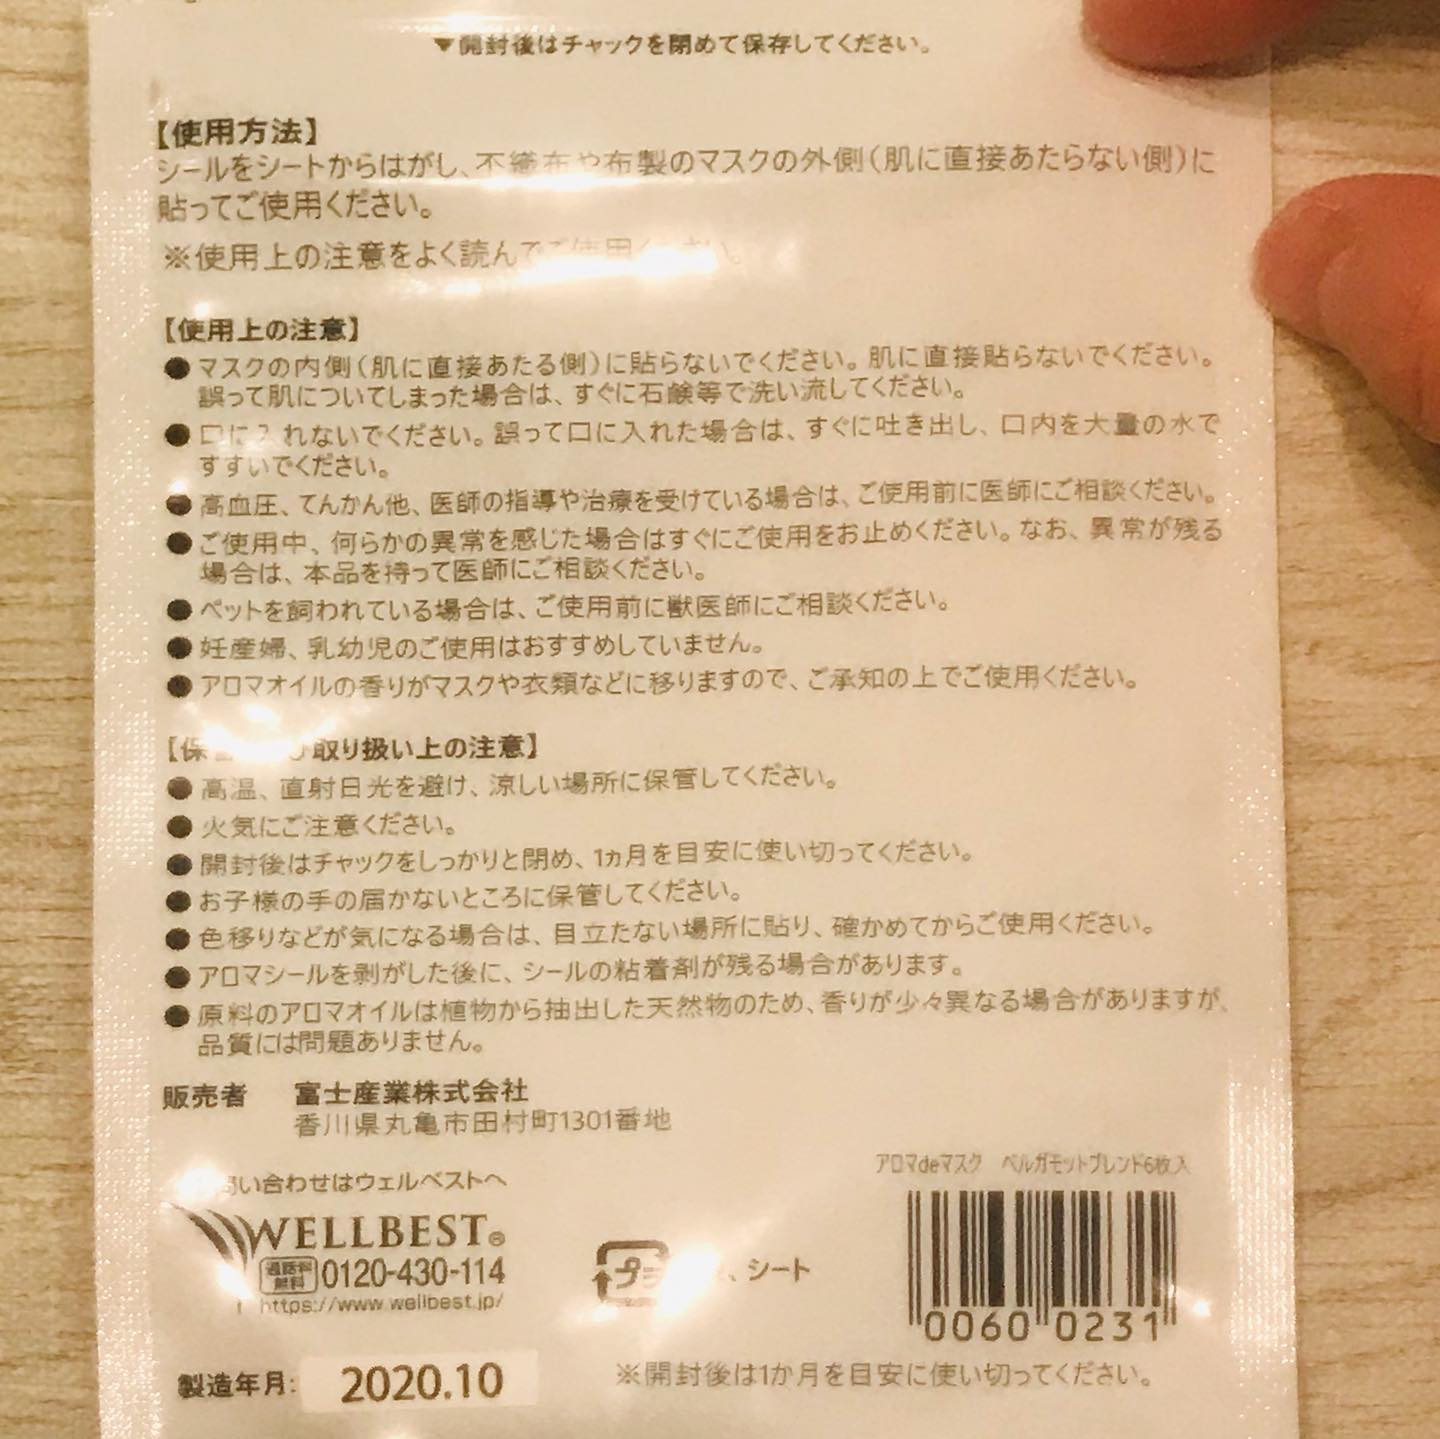 ▼開封後はチャックを閉めて保存してください。
【使用方法】
シールをシートからはがし、不織布や布製のマスクの外側(肌に直接あたらない側)に
貼ってご使用ください。
※使用上の注意をよく読んでご使用ください。
【使用上の注意】
●マスクの内側(肌に直接あたる側)に貼らないでください。肌に直接貼らないでください。
誤って肌についてしまった場合は、すぐに石鹸等で洗い流してください。
●口に入れないでください。誤って口に入れた場合は、すぐに吐き出し、口内を大量の水で
すすいでください。
●高血圧、てんかん他、医師の指導や治療を受けている場合は、ご使用前に医師にご相談ください。
●ご使用中、何らかの異常を感じた場合はすぐにご使用をお止めください。なお、異常が残る
場合は、本品を持って医師にご相談ください。
●ペットを飼われている場合は、ご使用前に獣医師にご相談ください。
●妊産婦、乳幼児のご使用はおすすめしていません。
●アロマオイルの香りがマスクや衣類などに移りますので、ご承知の上でご使用ください。
【保 び取り扱い上の注意】
●高温、直射日光を避け、涼しい場所に保管してください。
●火気にご注意ください。
●開封後はチャックをしっかりと閉め、1ヵ月を目安に使い切ってください。
●お子様の手の届かないところに保管してください。
●色移りなどが気になる場合は、目立たない場所に貼り、確かめてからご使用ください。
●アロマシールを剥がした後に、シールの粘着剤が残る場合があります。
●原料のアロマオイルは植物から抽出した天然物のため、香りが少々異なる場合がありますが、
品質には問題ありません。
販売者 富士産業株式会社
香川県丸亀市田村町1301番地
問い合わせはウェルベストへ
WELLBEST®
通話料無料 0120-430-114
https://www.wellbest.jp/
プラ 、シート
アロマdeマスク ベルガモットブレンド6枚入
0060 0231
製造年月: 2020.10
※開封後は1か月を目安に使い切ってください。